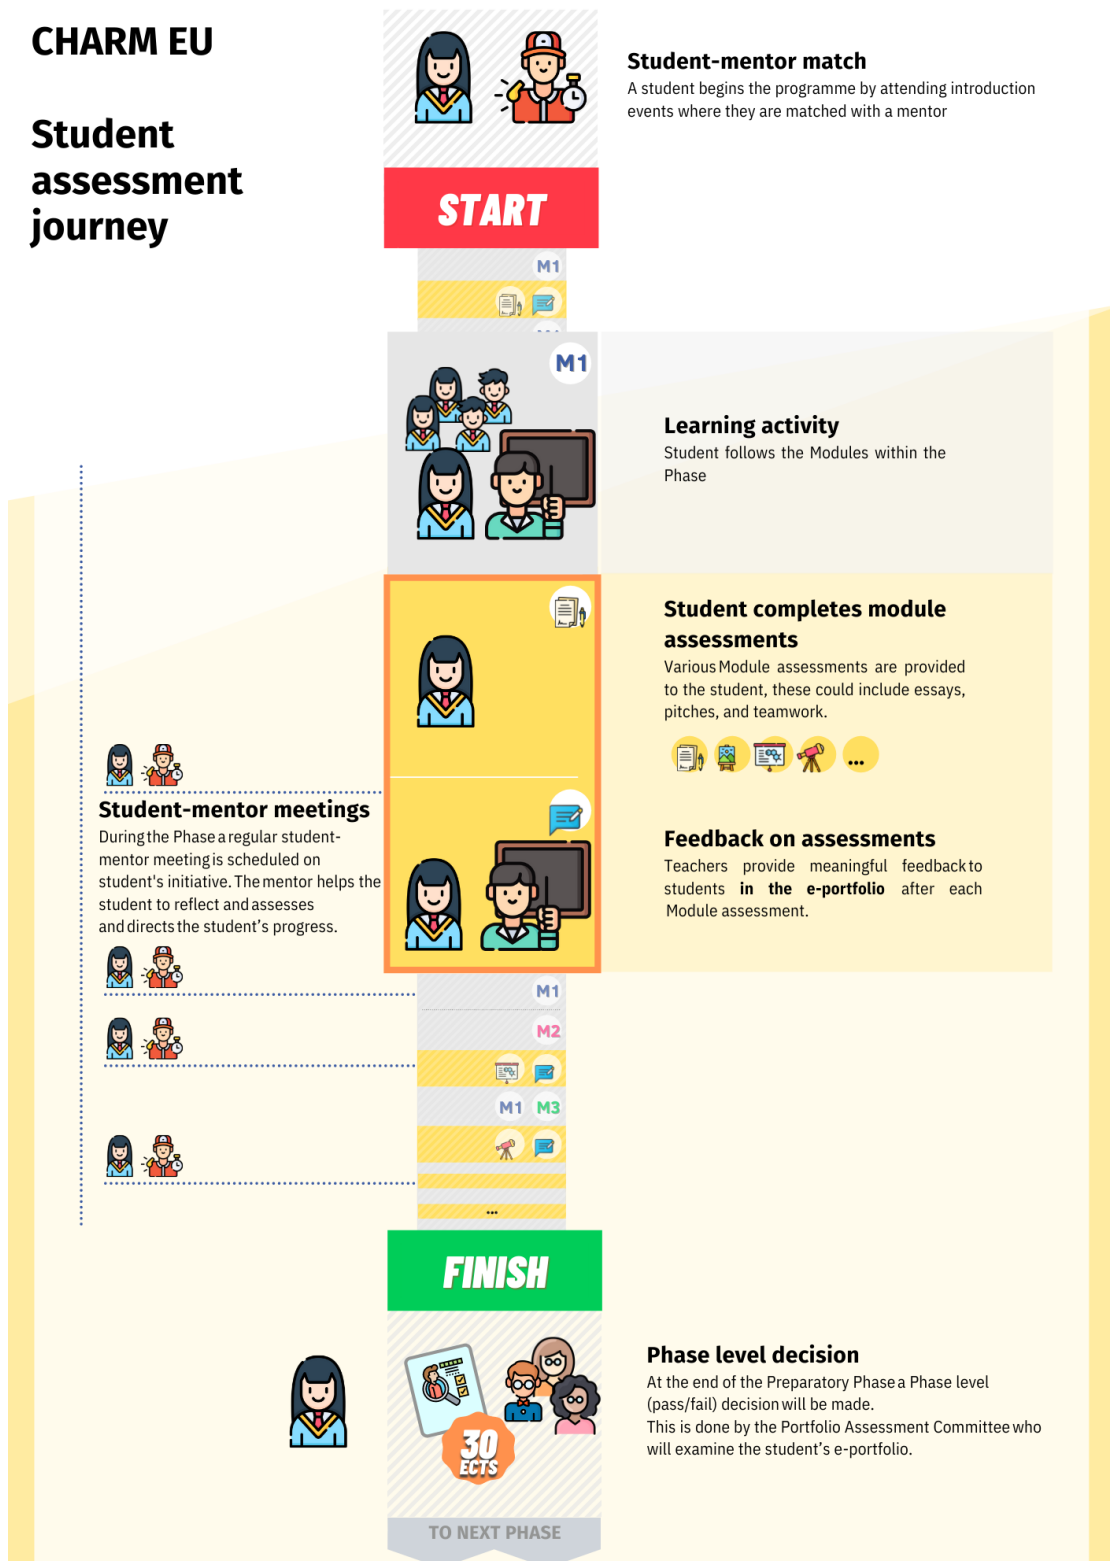 CHARM EU
Student
assessment
journey
Student-mentor match
A student begins the programme by attending introduction
events where they are matched with a mentor
START
M1
M1
Learning activity
Student follows the Modules within the
Phase
Student completes module
assessments
Various Module assessments are provided
to the student, these could include essays,
pitches, and teamwork.
...
Student-mentor meetings
During the Phase a regular student-
mentor meeting is scheduled on
student's initiative. The mentor helps the
student to reflect and assesses
and directs the student’s progress.
Feedback on assessments
Teachers provide meaningful feedback to
students in the e-portfolio after each
Module assessment.
M1
M2
M1 M3
...
FINISH
30
ECTS
Phase level decision
At the end of the Preparatory Phase a Phase level
(pass/fail) decision will be made.
This is done by the Portfolio Assessment Committee who
will examine the student’s e-portfolio.
TO NEXT PHASE